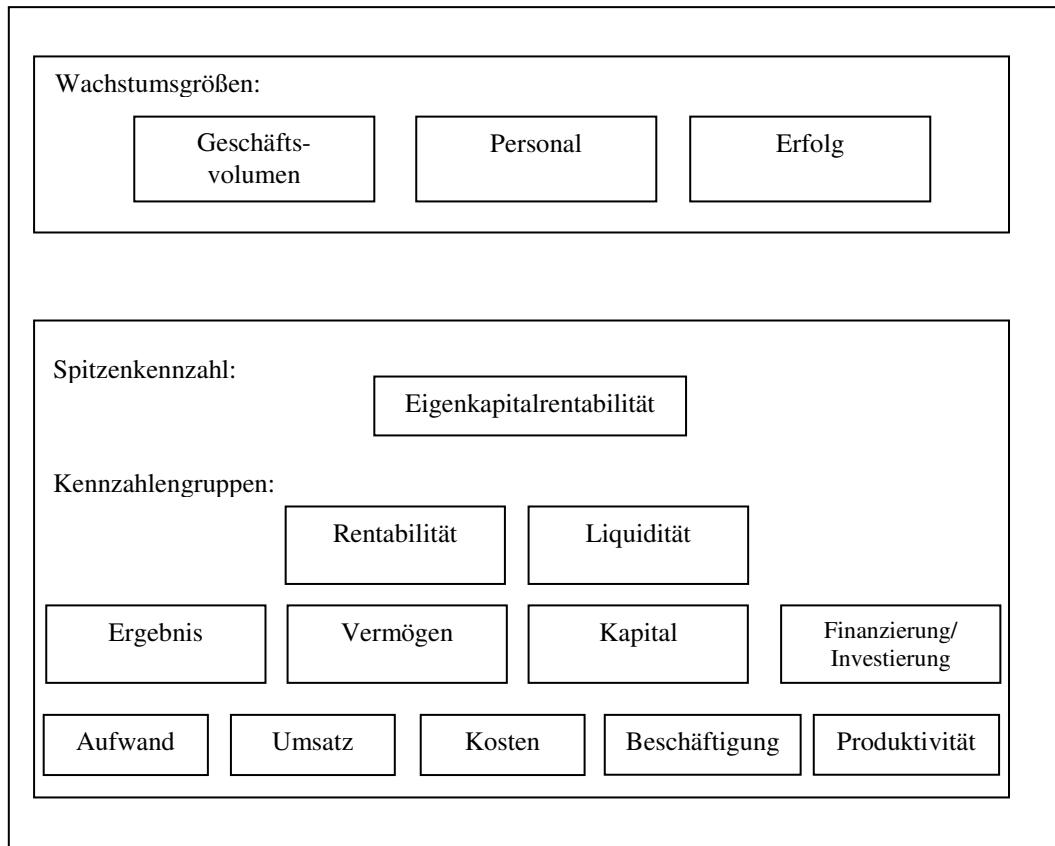 Wachstumsgrößen:
Geschäfts-
volumen
Personal
Erfolg
Spitzenkennzahl:
Eigenkapitalrentabilität
Kennzahlengruppen:
Rentabilität
Liquidität
Ergebnis
Vermögen
Kapital
Finanzierung/
Investierung
Aufwand
Umsatz
Kosten
Beschäftigung
Produktivität